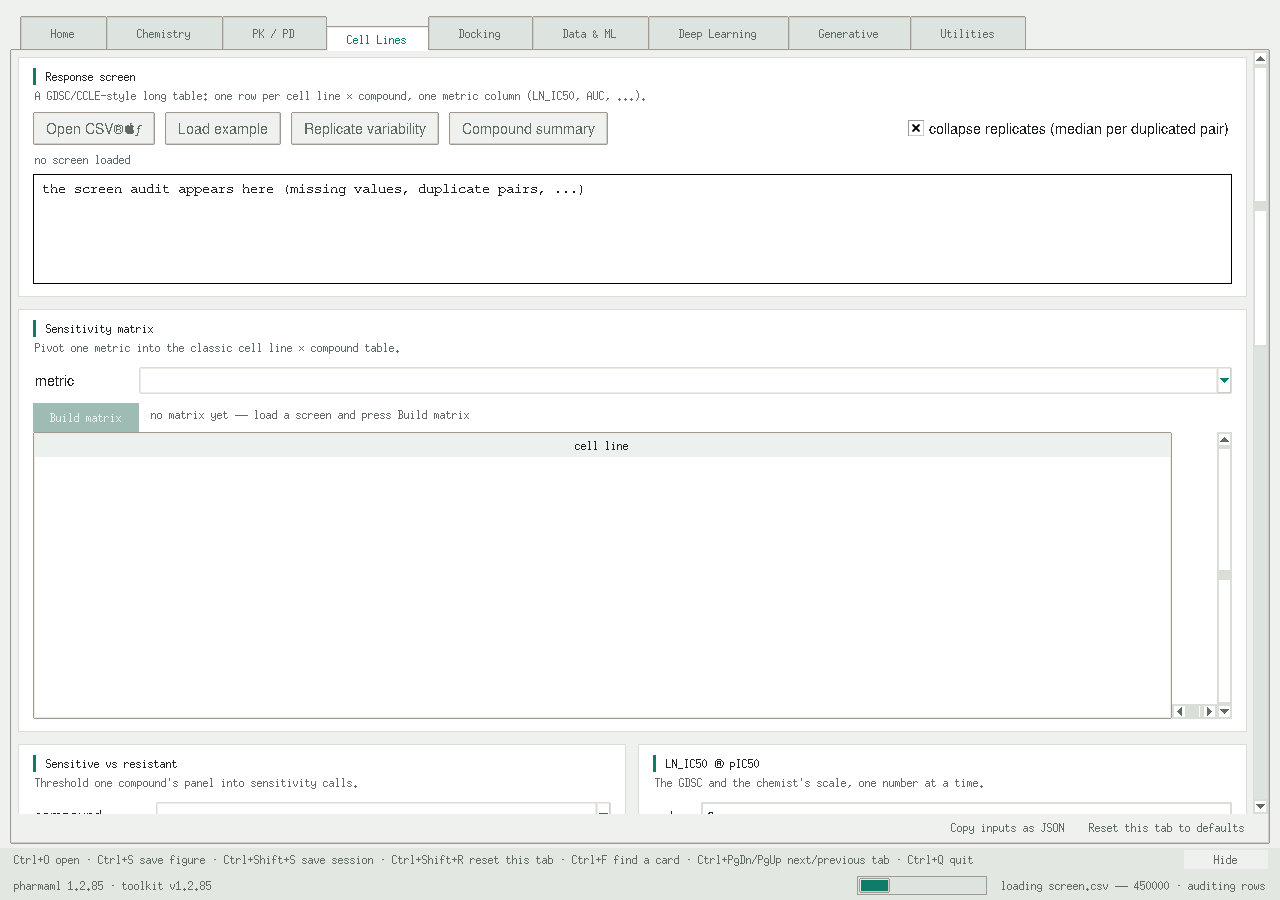 Home Chemistry PK / PD Cell Lines Docking Data & ML Deep Learning Generative Utilities
Response screen
A GDSC/CCLE-style long table: one row per cell line × compound, one metric column (LN_IC50, AUC, ...).
Open CSV®ƒ Load example Replicate variability Compound summary collapse replicates (median per duplicated pair)
no screen loaded
the screen audit appears here (missing values, duplicate pairs, ...)
Sensitivity matrix
Pivot one metric into the classic cell line × compound table.
metric
Build matrix no matrix yet — load a screen and press Build matrix
cell line
Sensitive vs resistant
Threshold one compound's panel into sensitivity calls.
LN_IC50 ® pIC50
The GDSC and the chemist's scale, one number at a time.
Copy inputs as JSON Reset this tab to defaults
Ctrl+O open · Ctrl+S save figure · Ctrl+Shift+S save session · Ctrl+Shift+R reset this tab · Ctrl+F find a card · Ctrl+PgDn/PgUp next/previous tab · Ctrl+Q quit Hide
pharmaml 1.2.85 · toolkit v1.2.85 loading screen.csv — 450000 · auditing rows